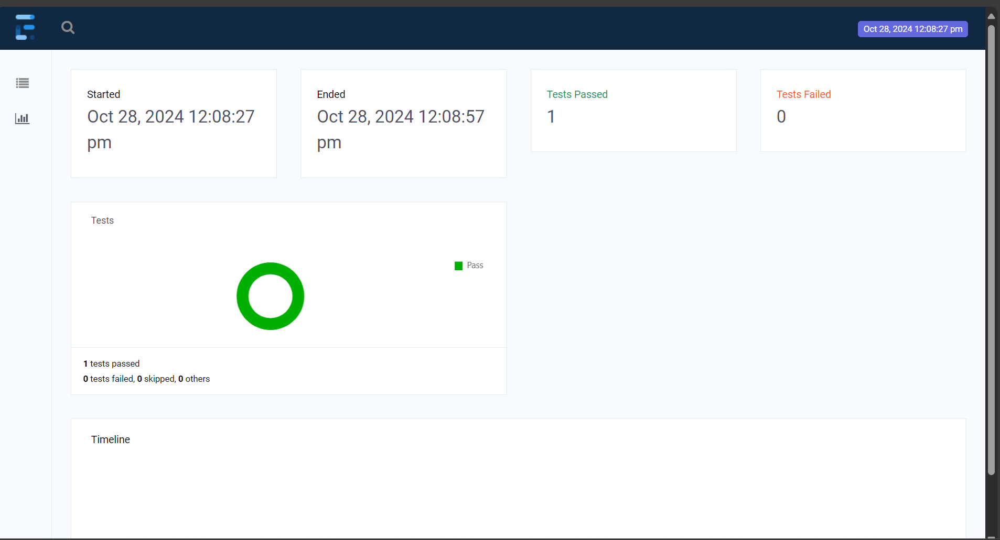 Oct 28, 2024 12:08:27 pm
Started
Oct 28, 2024 12:08:27
pm
Ended
Oct 28, 2024 12:08:57
pm
Tests Passed
1
Tests Failed
0
Tests
Pass
1 tests passed
0 tests failed, 0 skipped, 0 others
Timeline